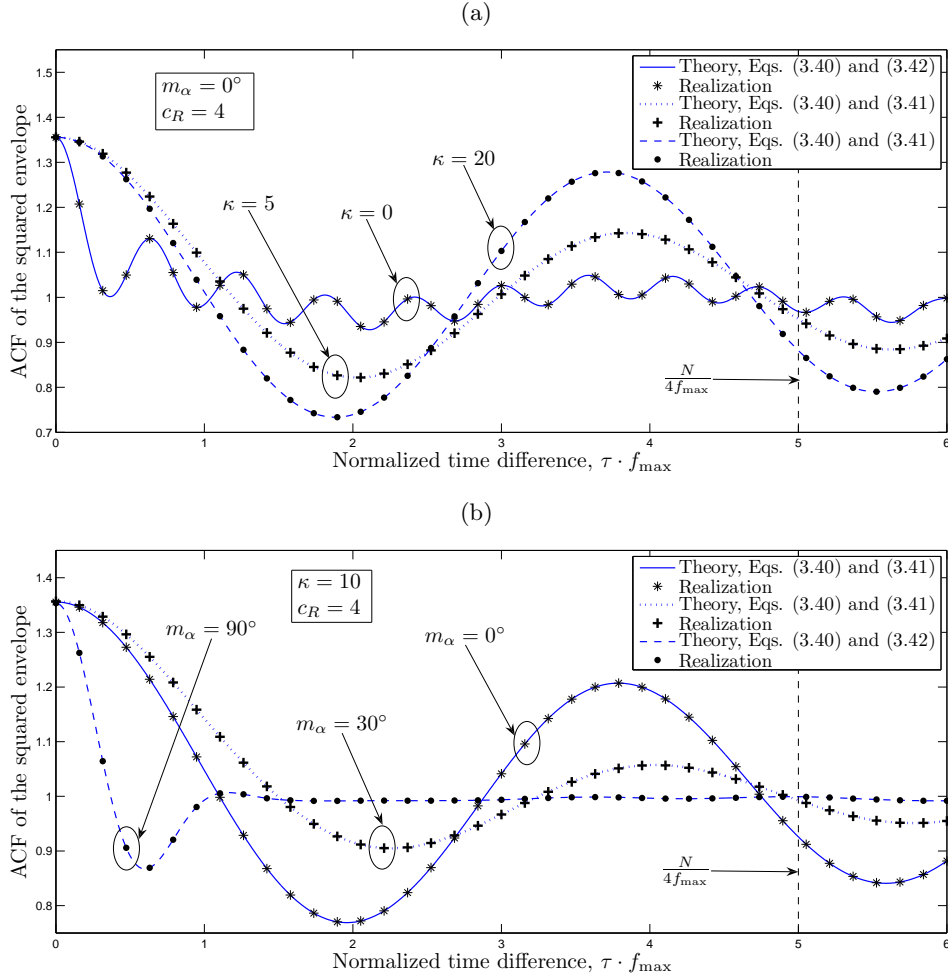 (a)
ACF of the squared envelope
1.5
1.4
1.3
1.2
1.1
1
0.9
0.8
0.7
m_α = 0°
c_R = 4
κ = 5
κ = 0
κ = 20
Theory, Eqs. (3.40) and (3.42)
Realization
Theory, Eqs. (3.40) and (3.41)
Realization
Theory, Eqs. (3.40) and (3.41)
Realization
N/4f_max
0 1 2 3 4 5 6
Normalized time difference, τ · f_max
(b)
ACF of the squared envelope
1.4
1.3
1.2
1.1
1.0
0.9
0.8
κ = 10
c_R = 4
m_α = 90°
m_α = 30°
m_α = 0°
Theory, Eqs. (3.40) and (3.41)
Realization
Theory, Eqs. (3.40) and (3.41)
Realization
Theory, Eqs. (3.40) and (3.42)
Realization
N/4f_max
0 1 2 3 4 5 6
Normalized time difference, τ · f_max